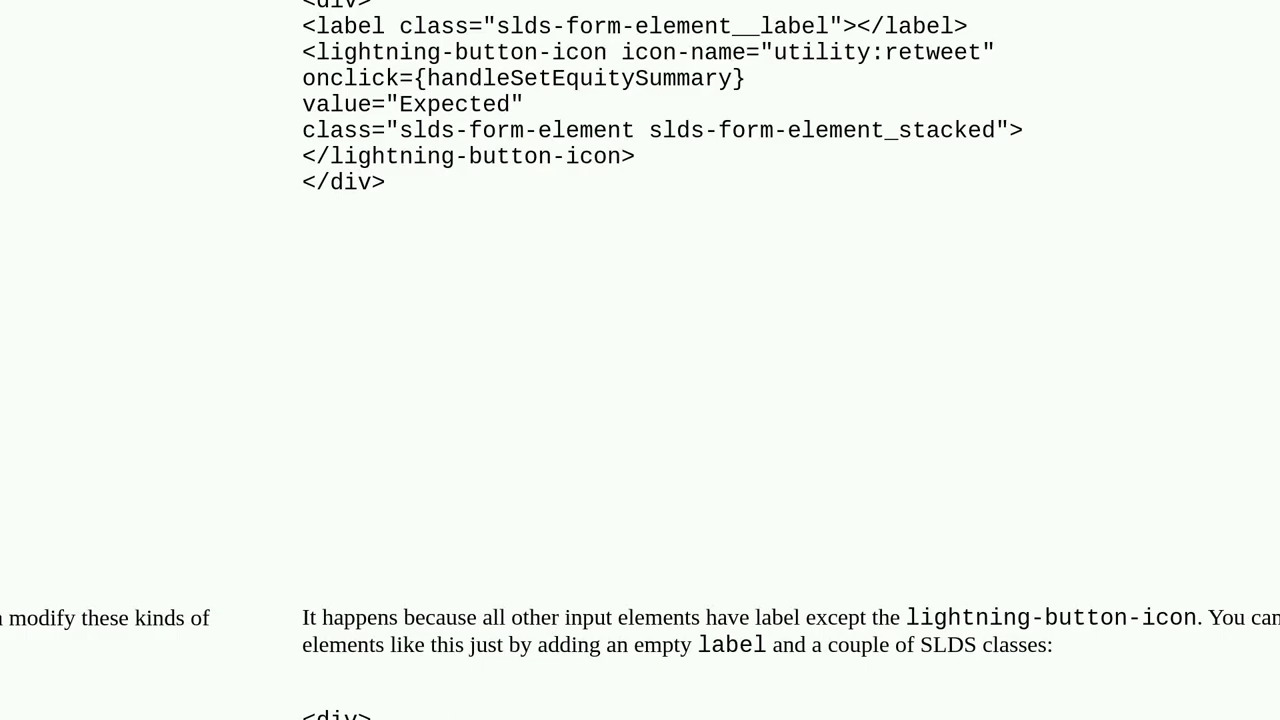 <div>
<label class="slds-form-element__label"></label>
<lightning-button-icon icon-name="utility:retweet"
onclick={handleSetEquitySummary}
value="Expected"
class="slds-form-element slds-form-element_stacked">
</lightning-button-icon>
</div>
modify these kinds of
It happens because all other input elements have label except the lightning-button-icon. You can
elements like this just by adding an empty label and a couple of SLDS classes:
<div>